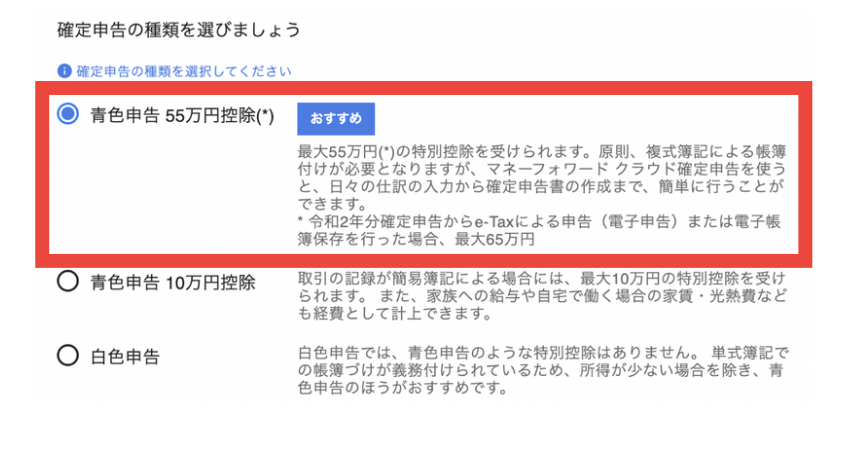 確定申告の種類を選びましょう
確定申告の種類を選択してください
青色申告 55万円控除(*)
おすすめ
最大55万円(*)の特別控除を受けられます。原則、複式簿記による帳簿
付けが必要となりますが、マネーフォワード クラウド確定申告を使う
と、日々の仕訳の入力から確定申告書の作成まで、簡単に行うことが
できます。
* 令和2年分確定申告からe-Taxによる申告（電子申告）または電子帳
簿保存を行った場合、最大65万円
青色申告 10万円控除
取引の記録が簡易簿記による場合には、最大10万円の特別控除を受け
られます。 また、家族への給与や自宅で働く場合の家賃・光熱費など
も経費として計上できます。
白色申告
白色申告では、青色申告のような特別控除はありません。 単式簿記で
の帳簿づけが義務付けられているため、所得が少ない場合を除き、青
色申告のほうがおすすめです。